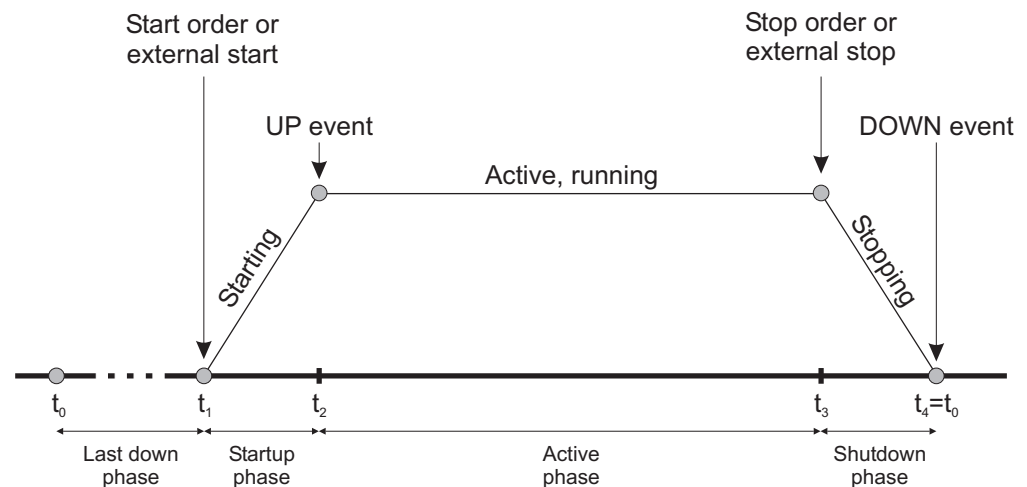 Start order or
external start
Stop order or
external stop
UP event
DOWN event
Active, running
Starting
Stopping
t₀
t₁
t₂
t₃
t₄=t₀
Last down
phase
Startup
phase
Active
phase
Shutdown
phase